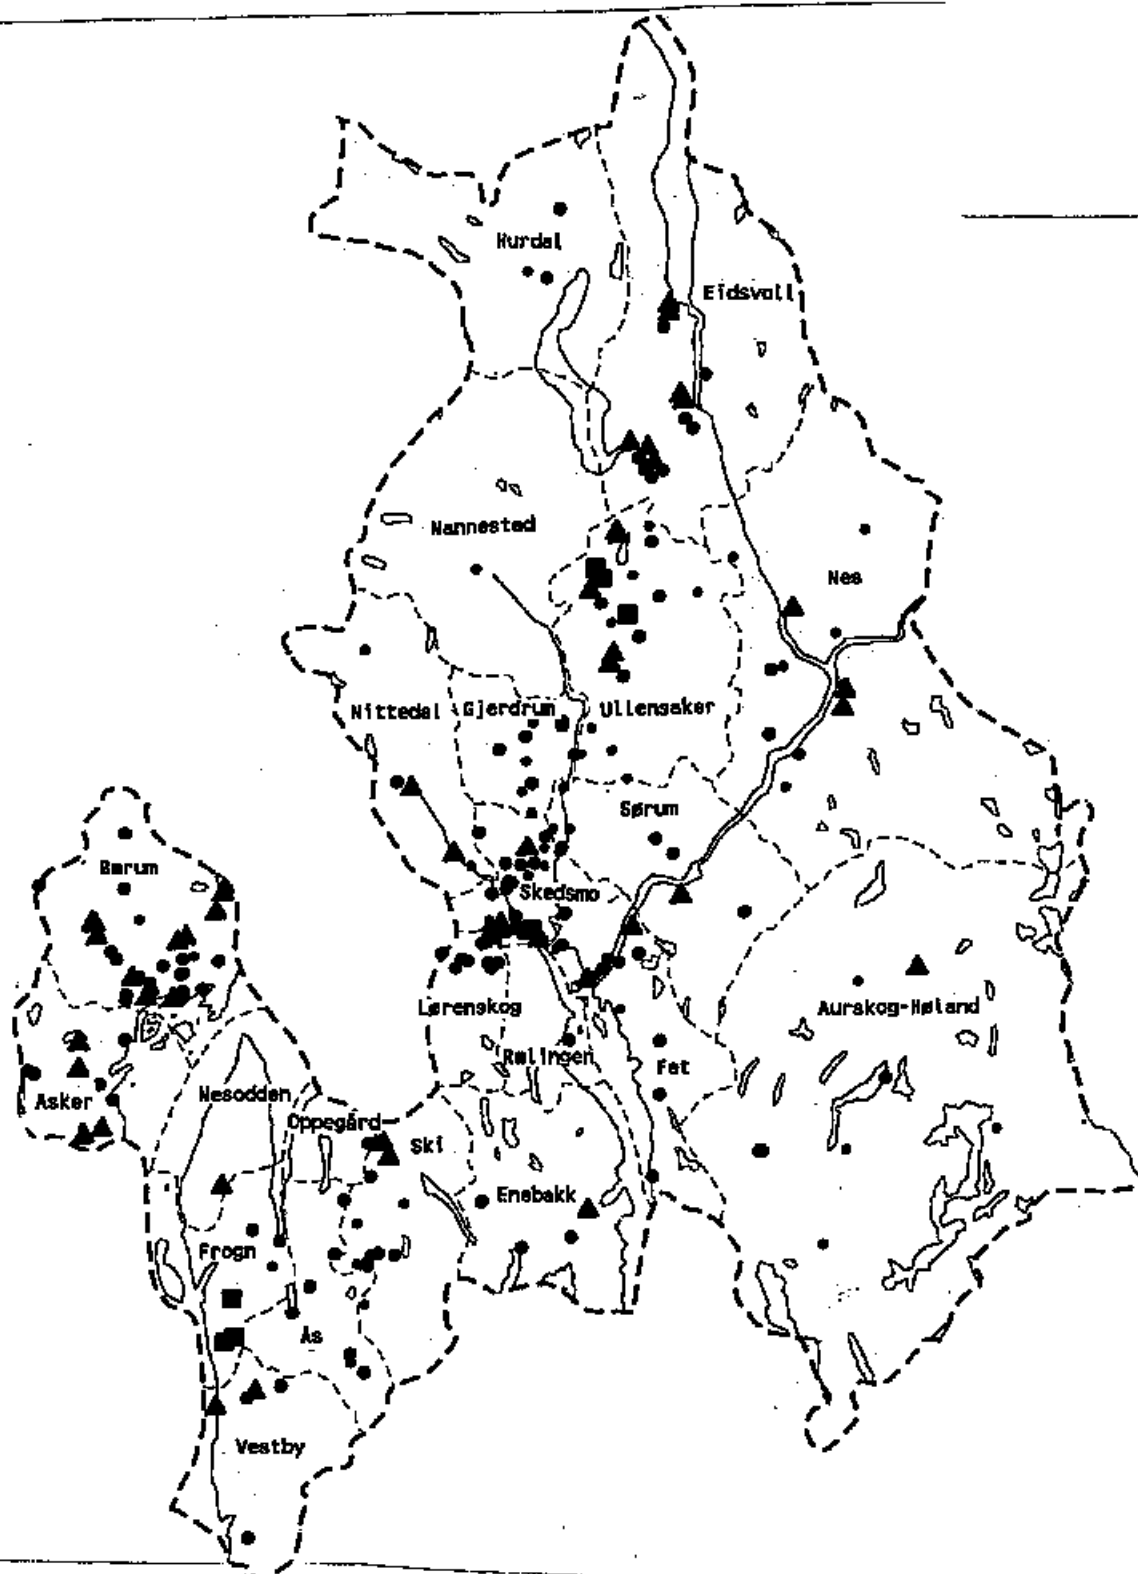 Hurdal
Eidsvoll
Nannestad
Nes
Nittedal
Gjerdrum
Ullensaker
Sørum
Bærum
Skedsmo
Lørenskog
Aurskog-Høland
Rælingen
Fet
Asker
Nesodden
Oppegård
Ski
Enebakk
Frogn
Ås
Vestby